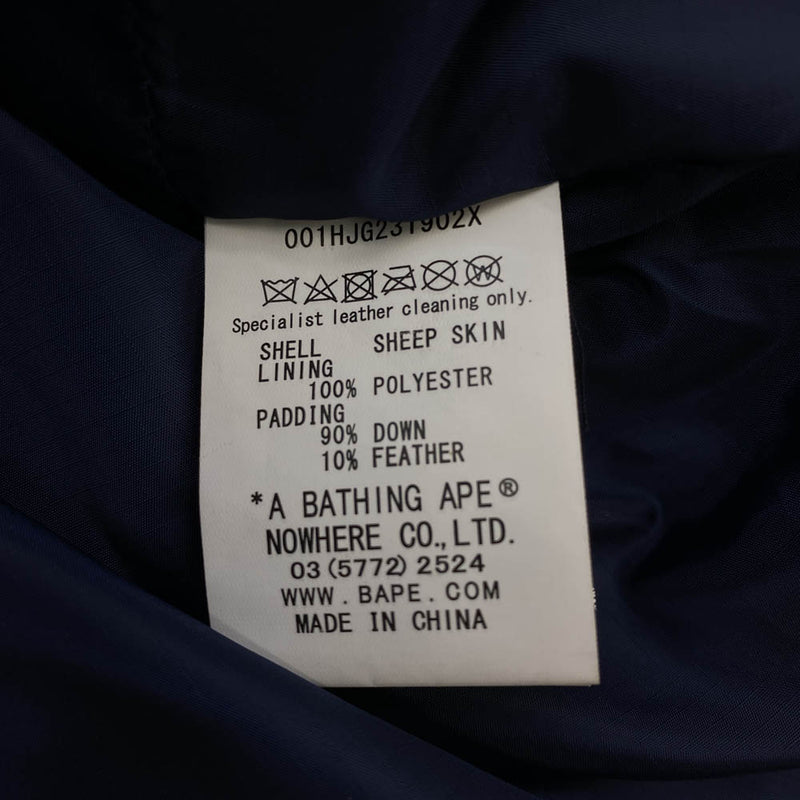 001HJG231902X
Specialist leather cleaning only.
SHELL SHEEP SKIN
LINING
100% POLYESTER
PADDING
90% DOWN
10% FEATHER
*A BATHING APE®
NOWHERE CO.,LTD.
03(5772)2524
WWW.BAPE.COM
MADE IN CHINA